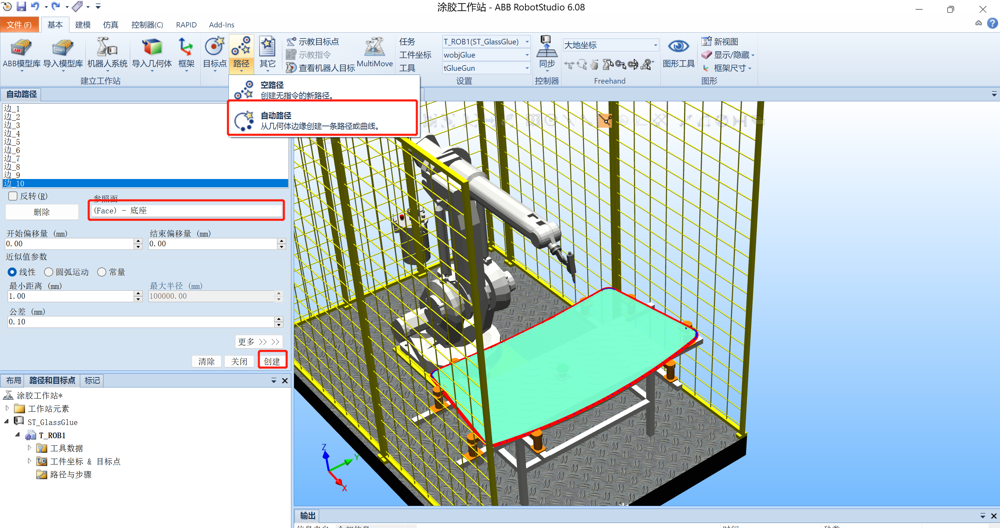 涂胶工作站 - ABB RobotStudio 6.08
文件 (F) 基本 建模 仿真 控制器(C) RAPID Add-Ins
ABB模型库 导入模型库 机器人系统 导入几何体 框架 目标点 路径 其它
示教目标点
示教指令
查看机器人目标
MultiMove
任务 T_ROB1(ST_GlassGlue)
工件坐标 wobjGlue
工具 tGlueGun
同步
大地坐标
图形工具
新视图
显示/隐藏
框架尺寸
建立工作站 设置 控制器 Freehand 图形
空路径
创建无指令的新路径。
自动路径
从几何体边缘创建一条路径或曲线。
自动路径
边_1
边_2
边_3
边_4
边_5
边_6
边_7
边_8
边_9
边_10
反转(R) 参照面
删除 (Face) - 底座
开始偏移量 (mm) 结束偏移量 (mm)
0.00 0.00
近似值参数
线性 圆弧运动 常量
最小距离 (mm) 最大半径 (mm)
1.00 100000.00
公差 (mm)
0.10
更多 >> >>
清除 关闭 创建
布局 路径和目标点 标记
涂胶工作站*
工作站元素
ST_GlassGlue
T_ROB1
工具数据
工件坐标 & 目标点
路径与步骤
Z
Y
X
输出